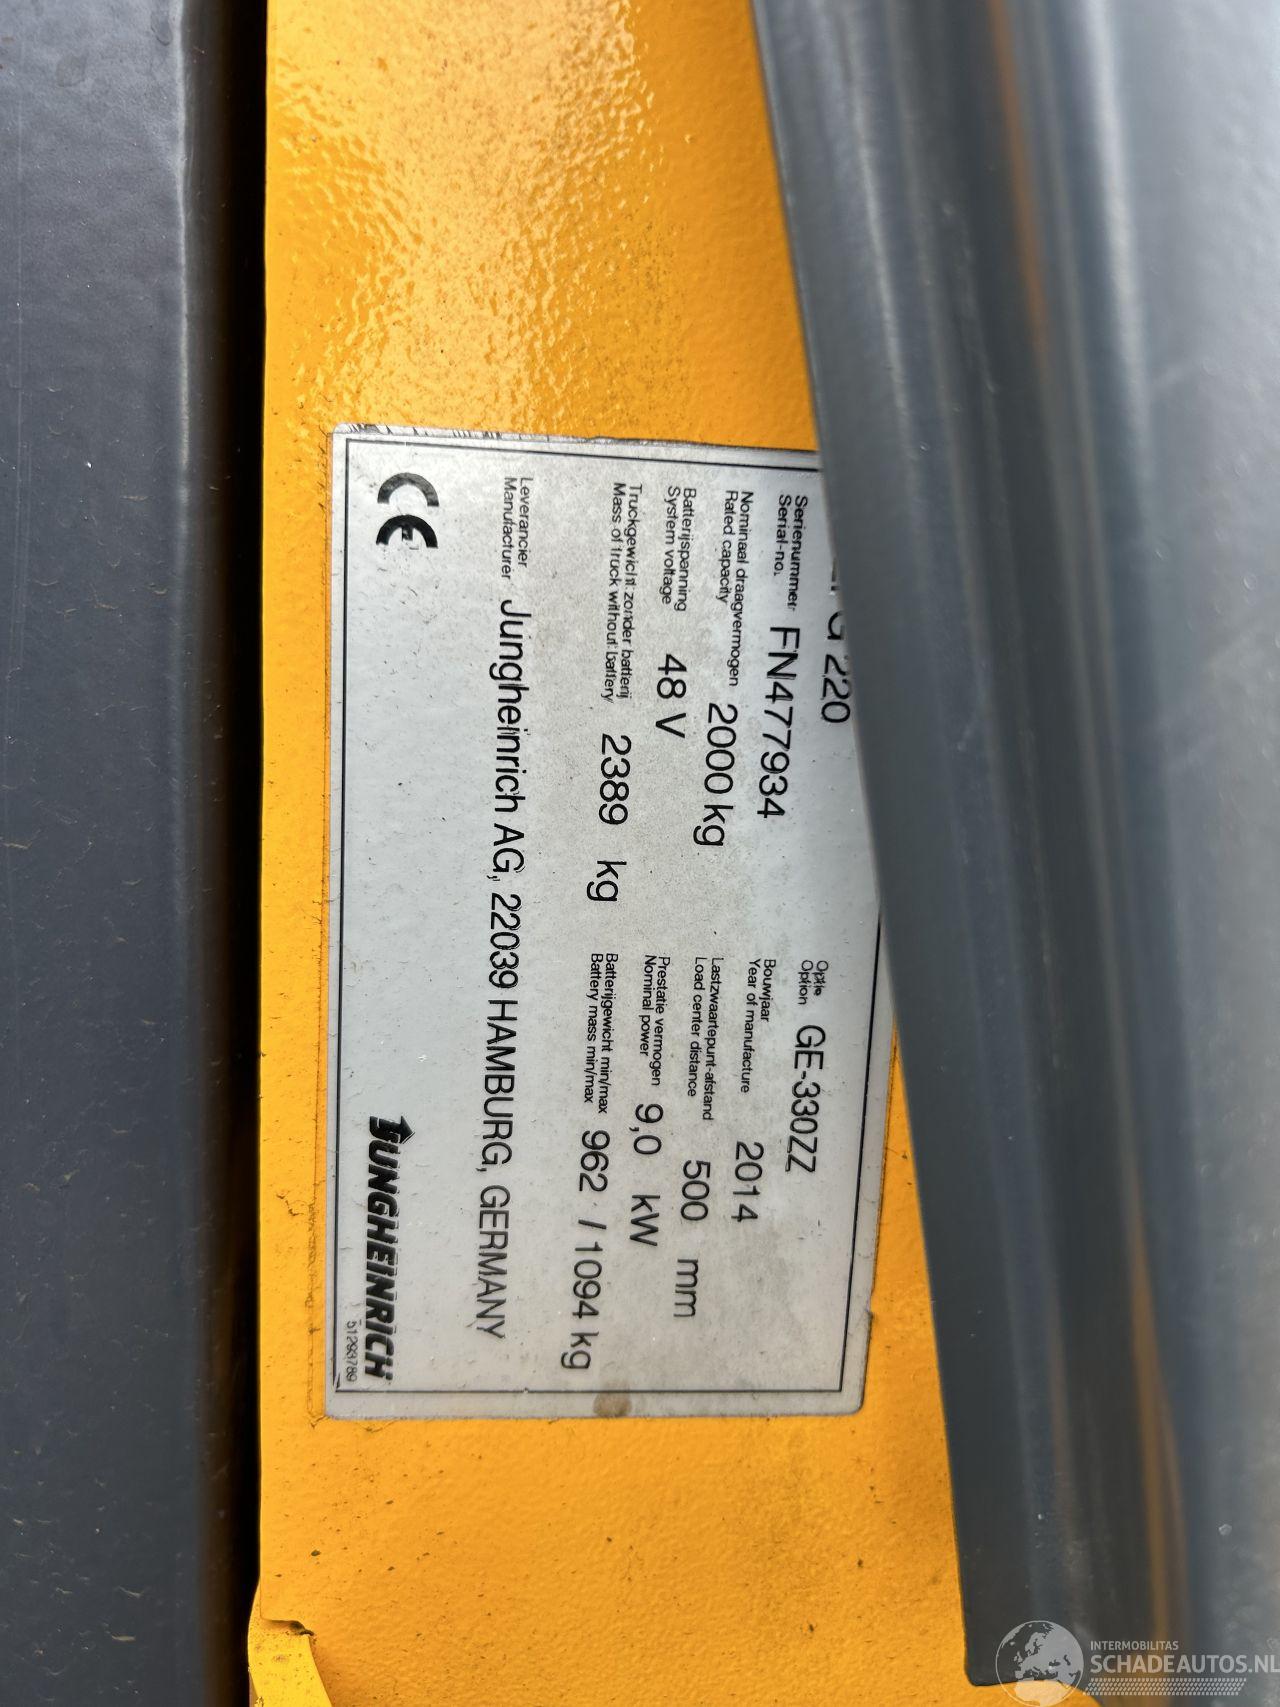 G 220
Serienummer
Serial-no.
FN477934
Optie
Option
GE-330ZZ
Nominaal draagvermogen
Rated capacity
2000 kg
Bouwjaar
Year of manufacture
2014
Batterijspanning
System voltage
48 V
Lastzwaartepunt-afstand
Load center distance
500 mm
Truckgewicht zonder batterij
Mass of truck without battery
2389 kg
Prestatie vermogen
Nominal power
9,0 kW
Batterijgewicht min/max
Battery mass min/max
962 / 1094 kg
Leverancier
Manufacturer
Jungheinrich AG, 22039 HAMBURG, GERMANY
CE
JUNGHEINRICH
51293789
INTERMOBILITAS
SCHADEAUTOS.NL